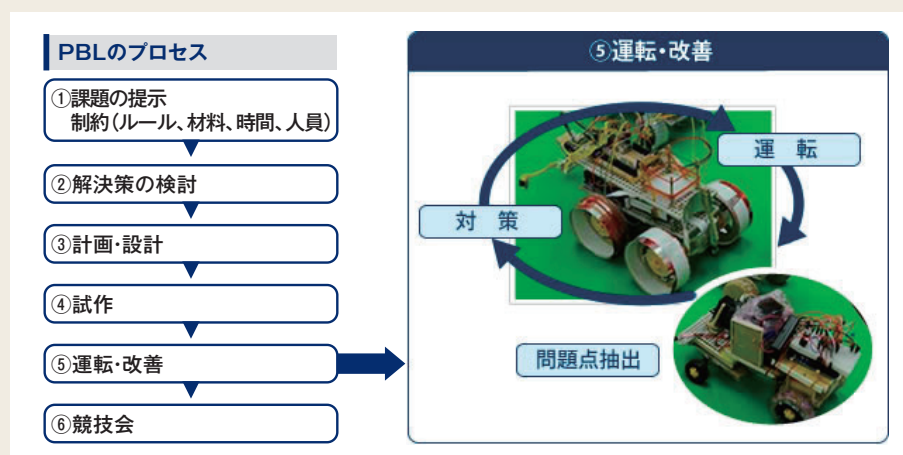 PBLのプロセス
①課題の提示
制約(ルール、材料、時間、人員)
②解決策の検討
③計画・設計
④試作
⑤運転・改善
⑥競技会
⑤運転・改善
運 転
対 策
問題点抽出